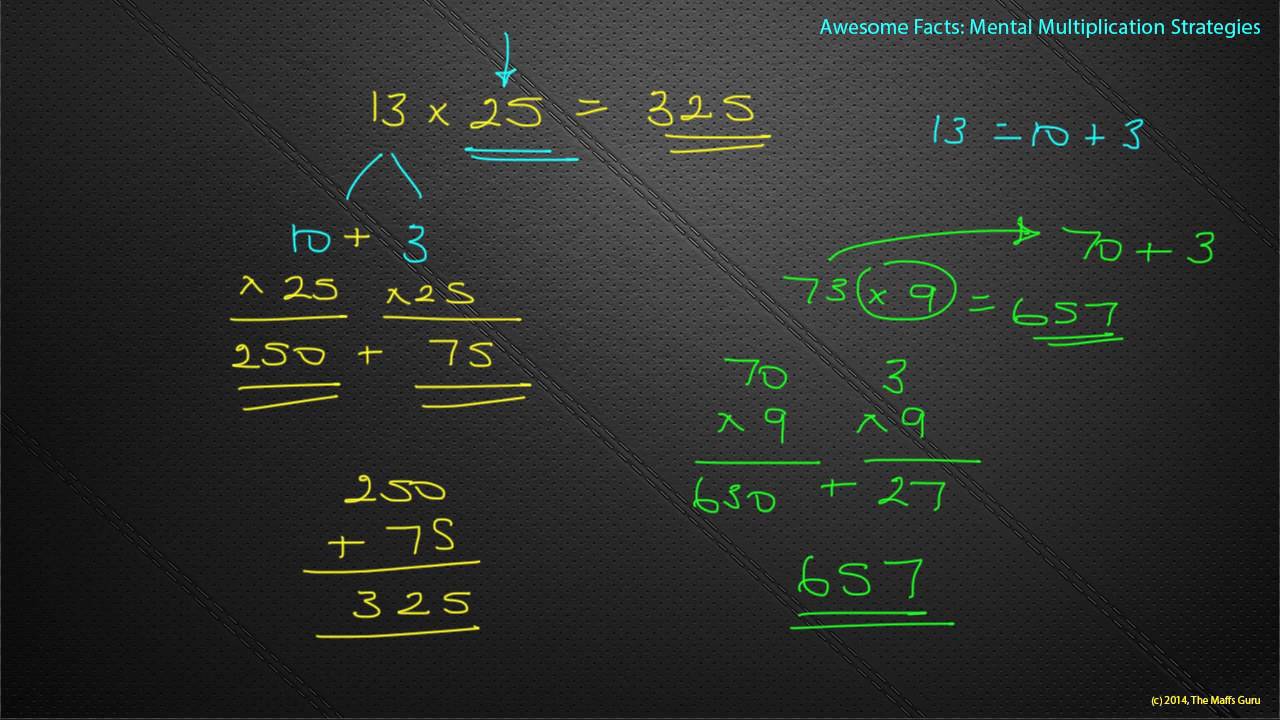 Awesome Facts: Mental Multiplication Strategies
13 × 25 = 325
13 = 10 + 3
10 + 3
× 25 ×25
250 + 75
250
+ 75
325
70 + 3
73 × 9 = 657
70 3
× 9 × 9
630 + 27
657
(c) 2014, The Maffs Guru